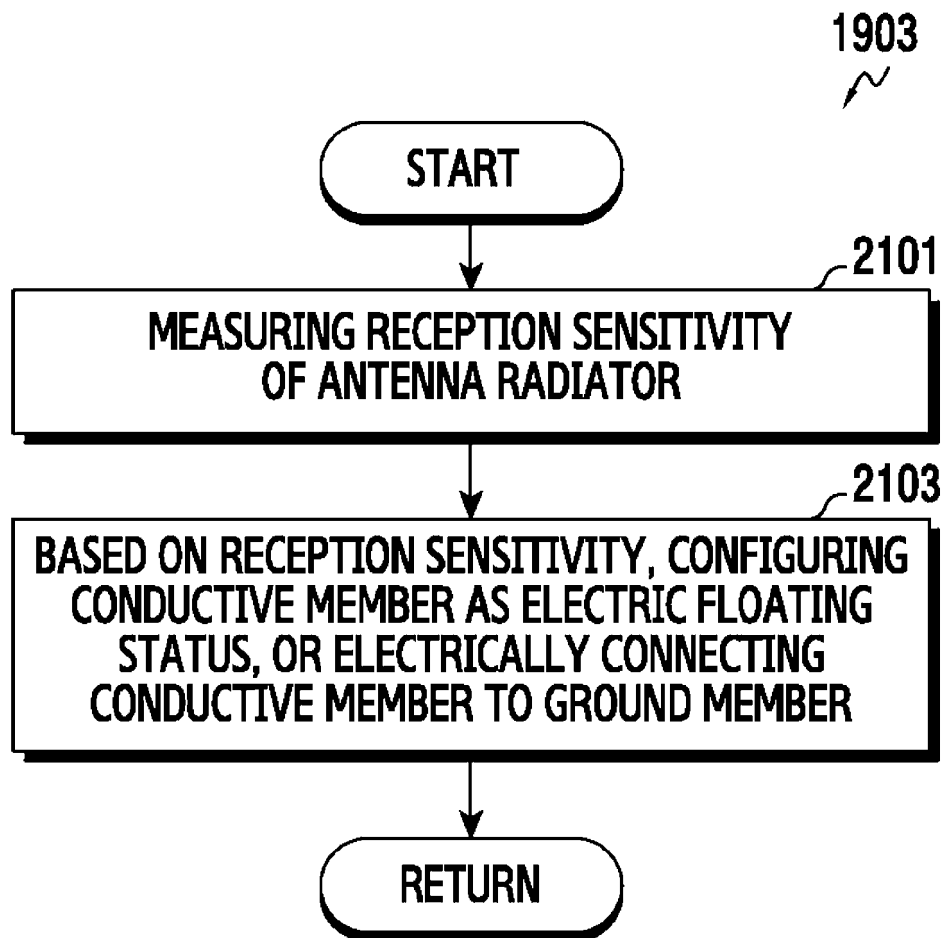 1903
START
2101
MEASURING RECEPTION SENSITIVITY
OF ANTENNA RADIATOR
2103
BASED ON RECEPTION SENSITIVITY, CONFIGURING
CONDUCTIVE MEMBER AS ELECTRIC FLOATING
STATUS, OR ELECTRICALLY CONNECTING
CONDUCTIVE MEMBER TO GROUND MEMBER
RETURN